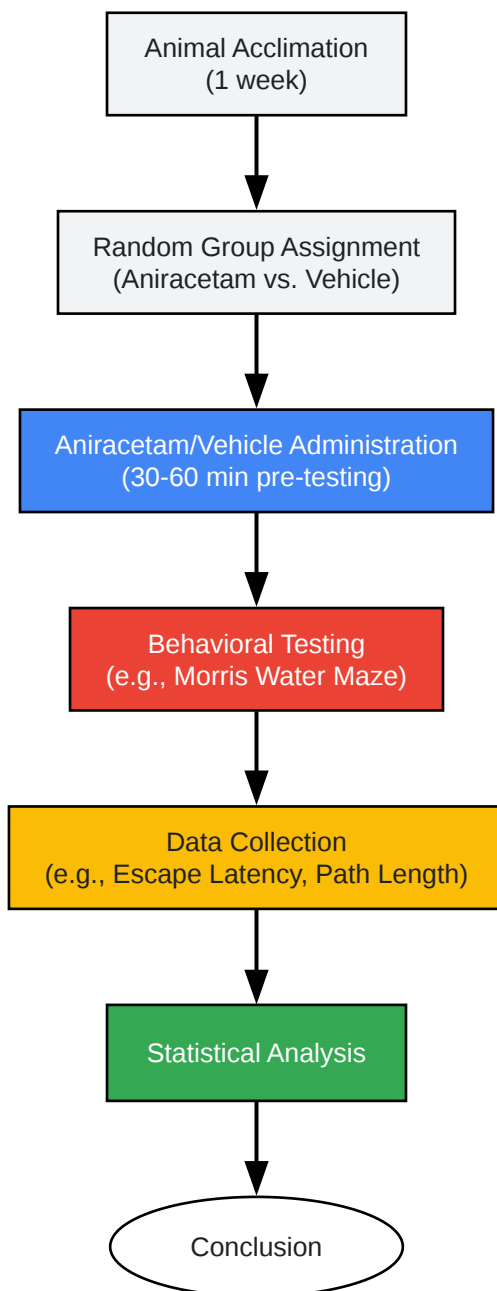 Animal Acclimation
(1 week)
Random Group Assignment
(Aniracetam vs. Vehicle)
Aniracetam/Vehicle Administration
(30-60 min pre-testing)
Behavioral Testing
(e.g., Morris Water Maze)
Data Collection
(e.g., Escape Latency, Path Length)
Statistical Analysis
Conclusion